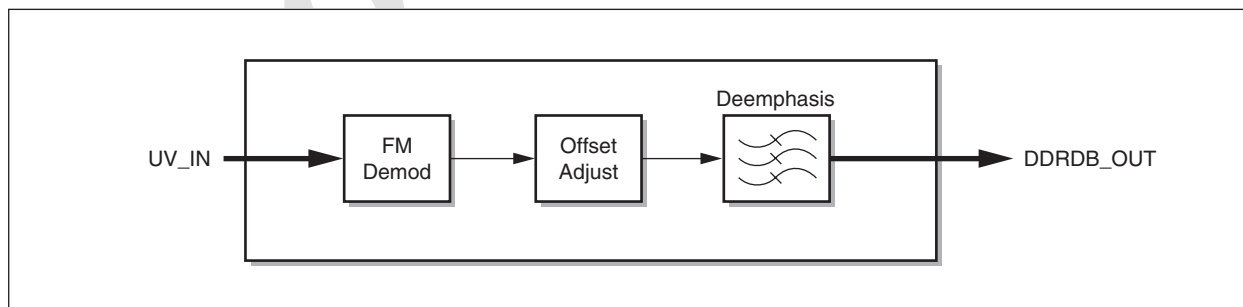 Deemphasis
UV_IN
FM
Demod
Offset
Adjust
DDRDB_OUT